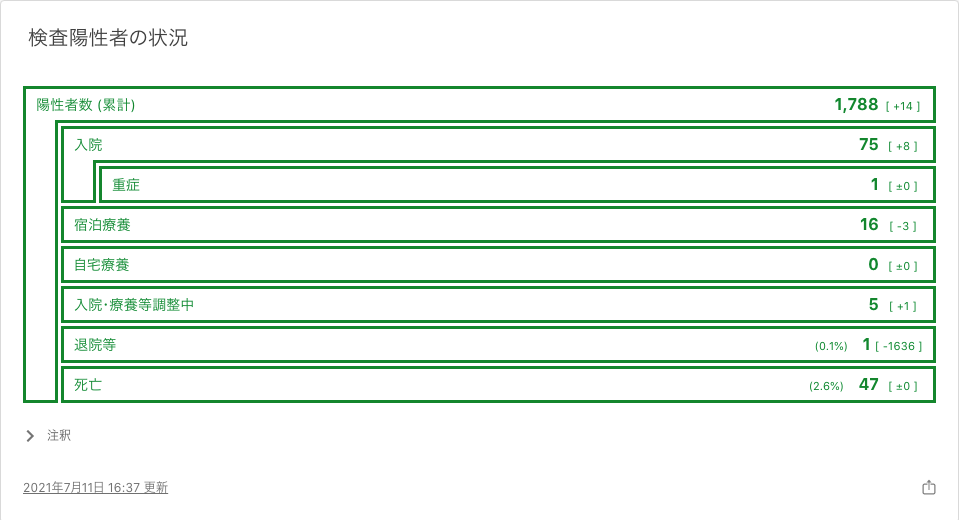 検査陽性者の状況
陽性者数 (累計) 1,788 [ +14 ]
入院 75 [ +8 ]
重症 1 [ ±0 ]
宿泊療養 16 [ -3 ]
自宅療養 0 [ ±0 ]
入院･療養等調整中 5 [ +1 ]
退院等 (0.1%) 1 [ -1636 ]
死亡 (2.6%) 47 [ ±0 ]
注釈
2021年7月11日 16:37 更新